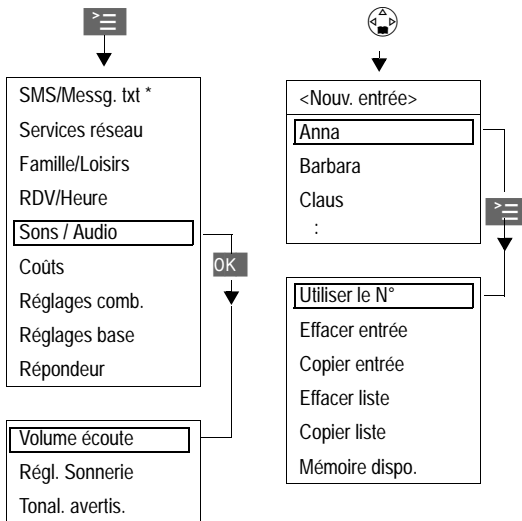 SMS/Messg. txt *
Services réseau
Famille/Loisirs
RDV/Heure
Sons / Audio
Coûts
Réglages comb.
Réglages base
Répondeur
OK
Volume écoute
Régl. Sonnerie
Tonal. avertis.
<Nouv. entrée>
Anna
Barbara
Claus
:
Utiliser le N°
Effacer entrée
Copier entrée
Effacer liste
Copier liste
Mémoire dispo.